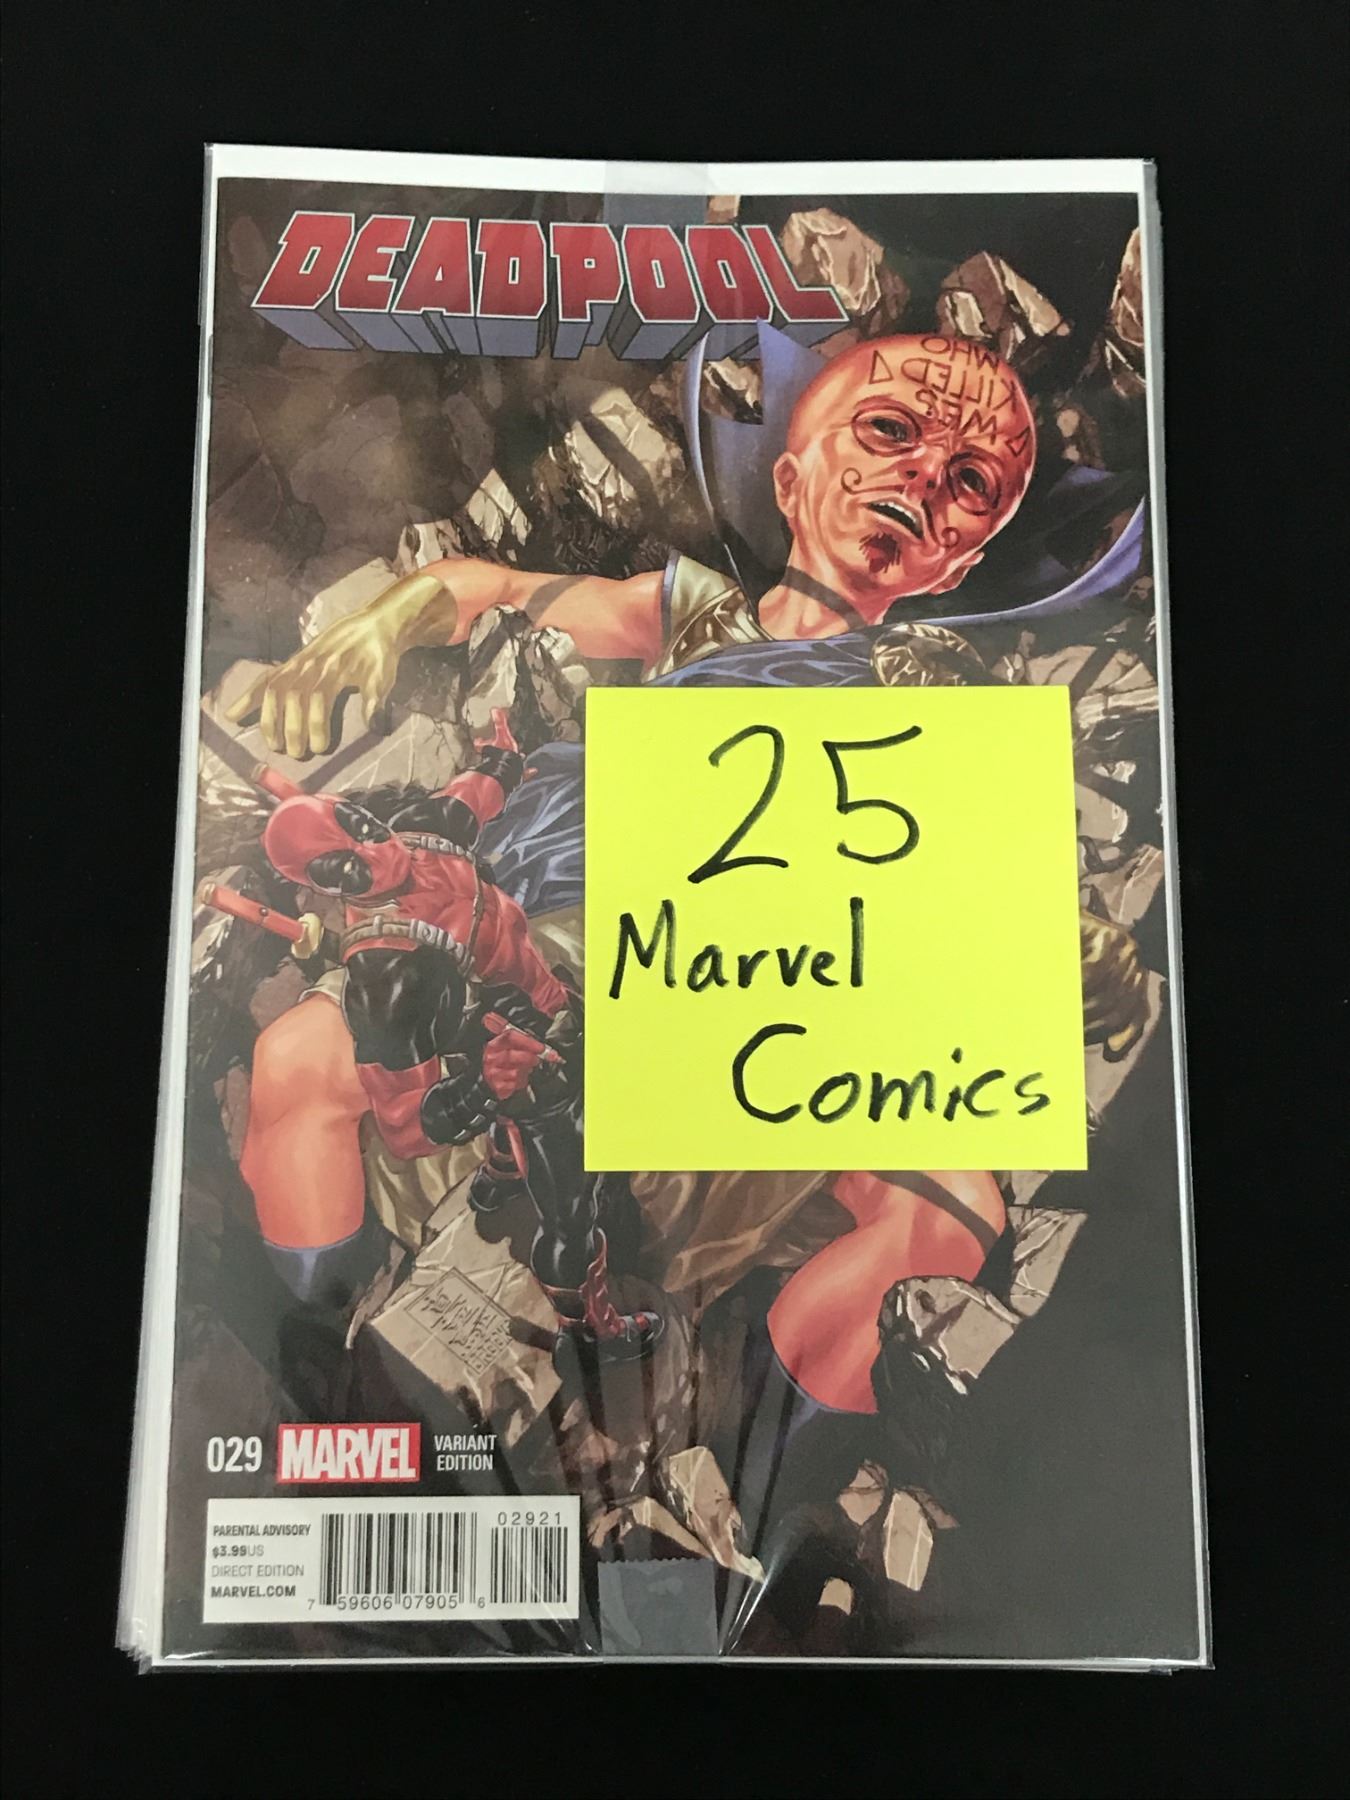 DEADPOOL
WHO
KILLED
ME?
25
Marvel
Comics
029 MARVEL VARIANT EDITION
PARENTAL ADVISORY
$3.99US
DIRECT EDITION
MARVEL.COM
02921
7 59606 07905 6